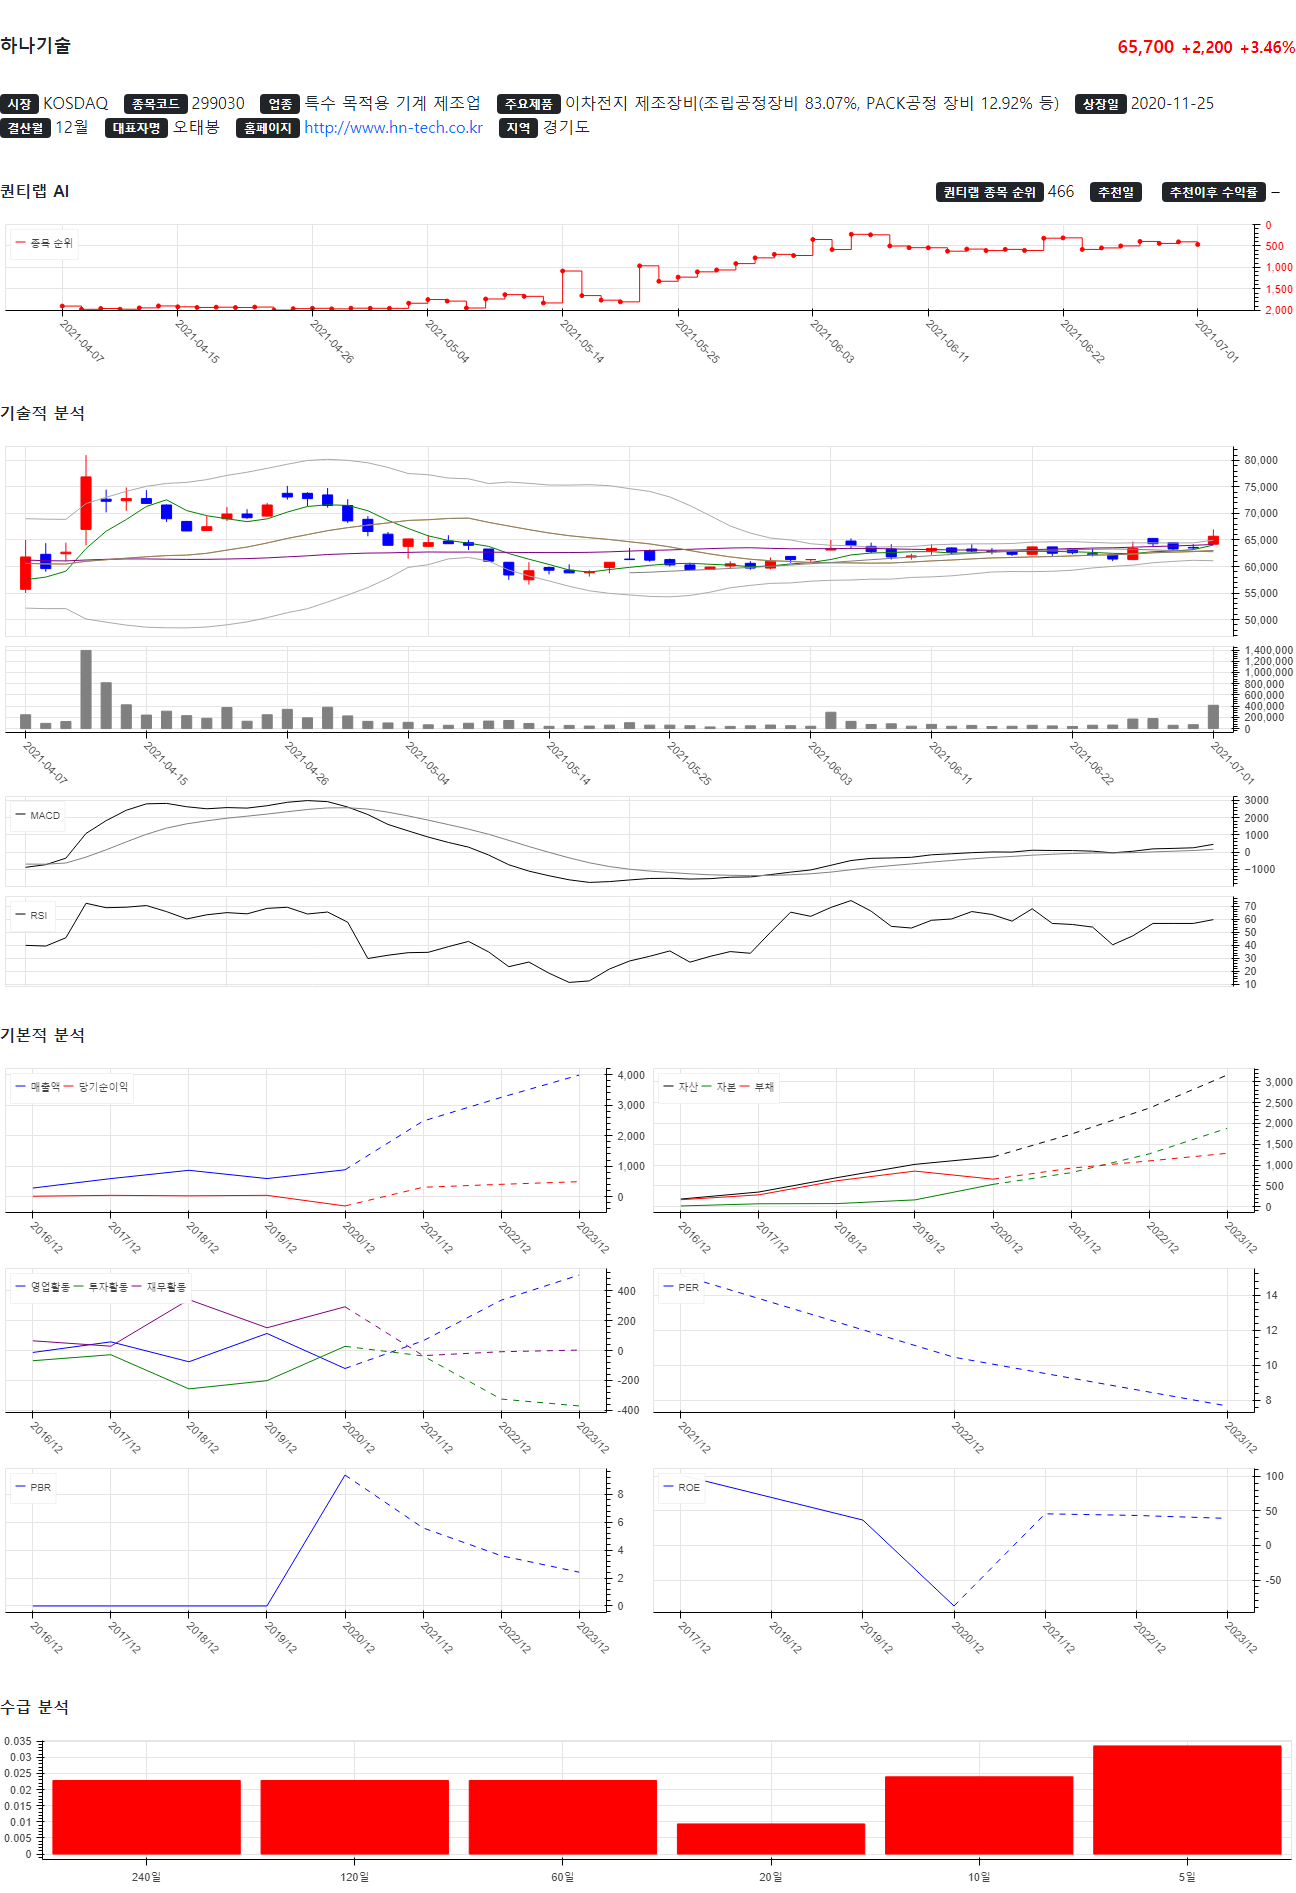 하나기술
65,700 +2,200 +3.46%
시장 KOSDAQ 종목코드 299030 업종 특수 목적용 기계 제조업 주요제품 이차전지 제조장비(조립공정장비 83.07%, PACK공정 장비 12.92% 등) 상장일 2020-11-25
결산월 12월 대표자명 오태봉 홈페이지 http://www.hn-tech.co.kr 지역 경기도
퀀티랩 AI
퀀티랩 종목 순위 466 추천일 추천이후 수익률 –
종목 순위
0
500
1,000
1,500
2,000
2021-04-07 2021-04-15 2021-04-26 2021-05-04 2021-05-14 2021-05-25 2021-06-03 2021-06-11 2021-06-22 2021-07-01
기술적 분석
80,000
75,000
70,000
65,000
60,000
55,000
50,000
1,400,000
1,200,000
1,000,000
800,000
600,000
400,000
200,000
0
2021-04-07 2021-04-15 2021-04-26 2021-05-04 2021-05-14 2021-05-25 2021-06-03 2021-06-11 2021-06-22 2021-07-01
MACD
3000
2000
1000
0
−1000
RSI
70
60
50
40
30
20
10
기본적 분석
매출액 당기순이익
4,000
3,000
2,000
1,000
0
2016/12 2017/12 2018/12 2019/12 2020/12 2021/12 2022/12 2023/12
자산 자본 부채
3,000
2,500
2,000
1,500
1,000
500
0
2016/12 2017/12 2018/12 2019/12 2020/12 2021/12 2022/12 2023/12
영업활동 투자활동 재무활동
400
200
0
-200
-400
2016/12 2017/12 2018/12 2019/12 2020/12 2021/12 2022/12 2023/12
PER
14
12
10
8
2021/12 2022/12 2023/12
PBR
8
6
4
2
0
2016/12 2017/12 2018/12 2019/12 2020/12 2021/12 2022/12 2023/12
ROE
100
50
0
-50
2017/12 2018/12 2019/12 2020/12 2021/12 2022/12 2023/12
수급 분석
0.035
0.03
0.025
0.02
0.015
0.01
0.005
0
240일 120일 60일 20일 10일 5일